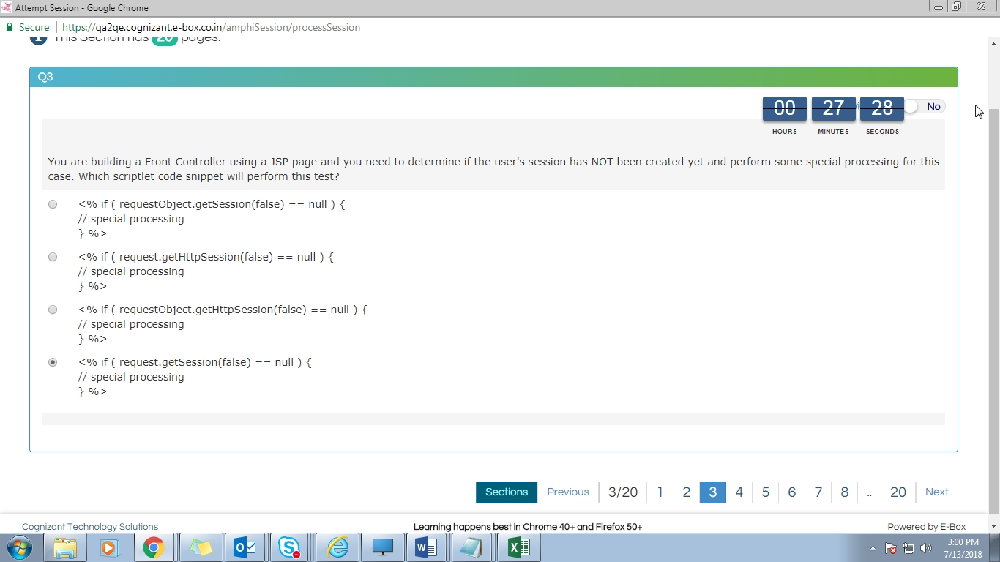 Attempt Session - Google Chrome
Secure https://qa2qe.cognizant.e-box.co.in/amphiSession/processSession
This Section has 20 pages.
Q3
00 27 28 No
HOURS MINUTES SECONDS
You are building a Front Controller using a JSP page and you need to determine if the user's session has NOT been created yet and perform some special processing for this
case. Which scriptlet code snippet will perform this test?
<% if ( requestObject.getSession(false) == null ) {
// special processing
} %>
<% if ( request.getHttpSession(false) == null ) {
// special processing
} %>
<% if ( requestObject.getHttpSession(false) == null ) {
// special processing
} %>
<% if ( request.getSession(false) == null ) {
// special processing
} %>
Sections Previous 3/20 1 2 3 4 5 6 7 8 .. 20 Next
Cognizant Technology Solutions Learning happens best in Chrome 40+ and Firefox 50+ Powered by E-Box
3:00 PM
7/13/2018